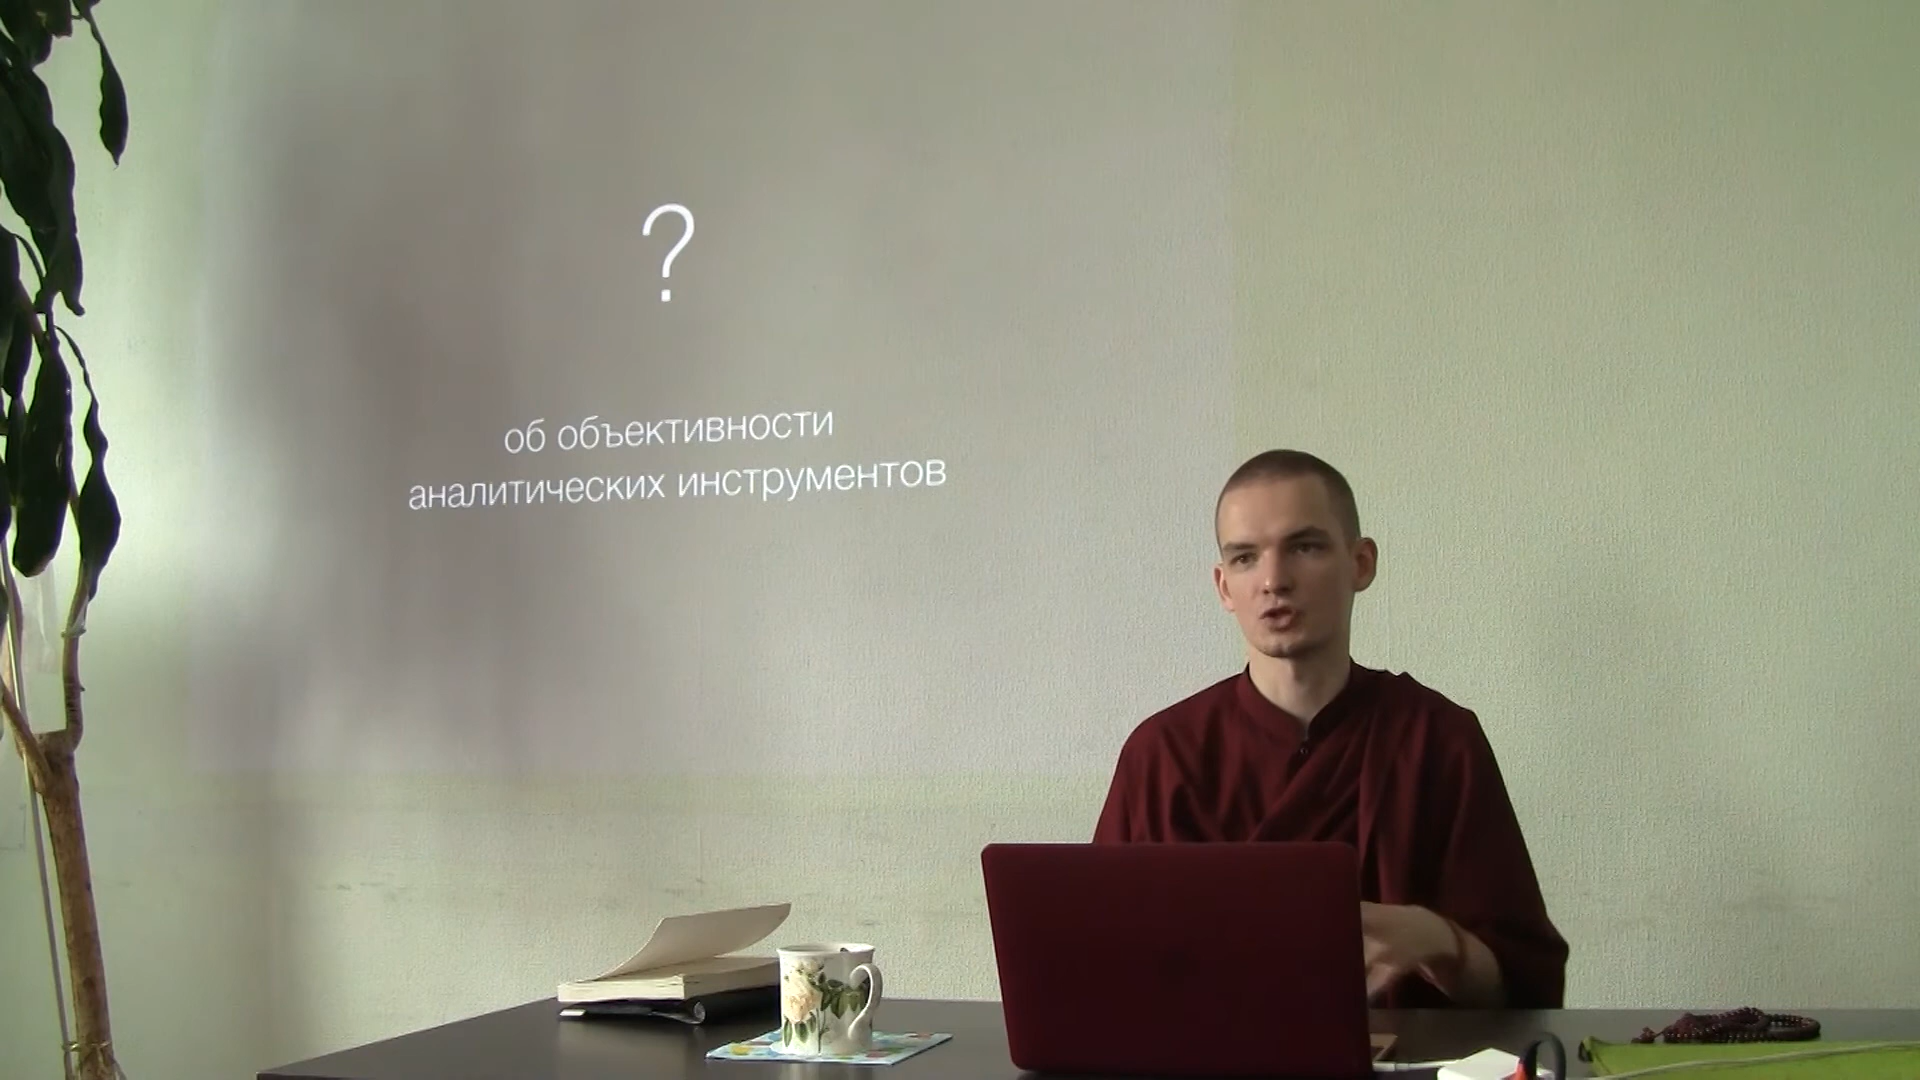 ?
об объективности
аналитических инструментов